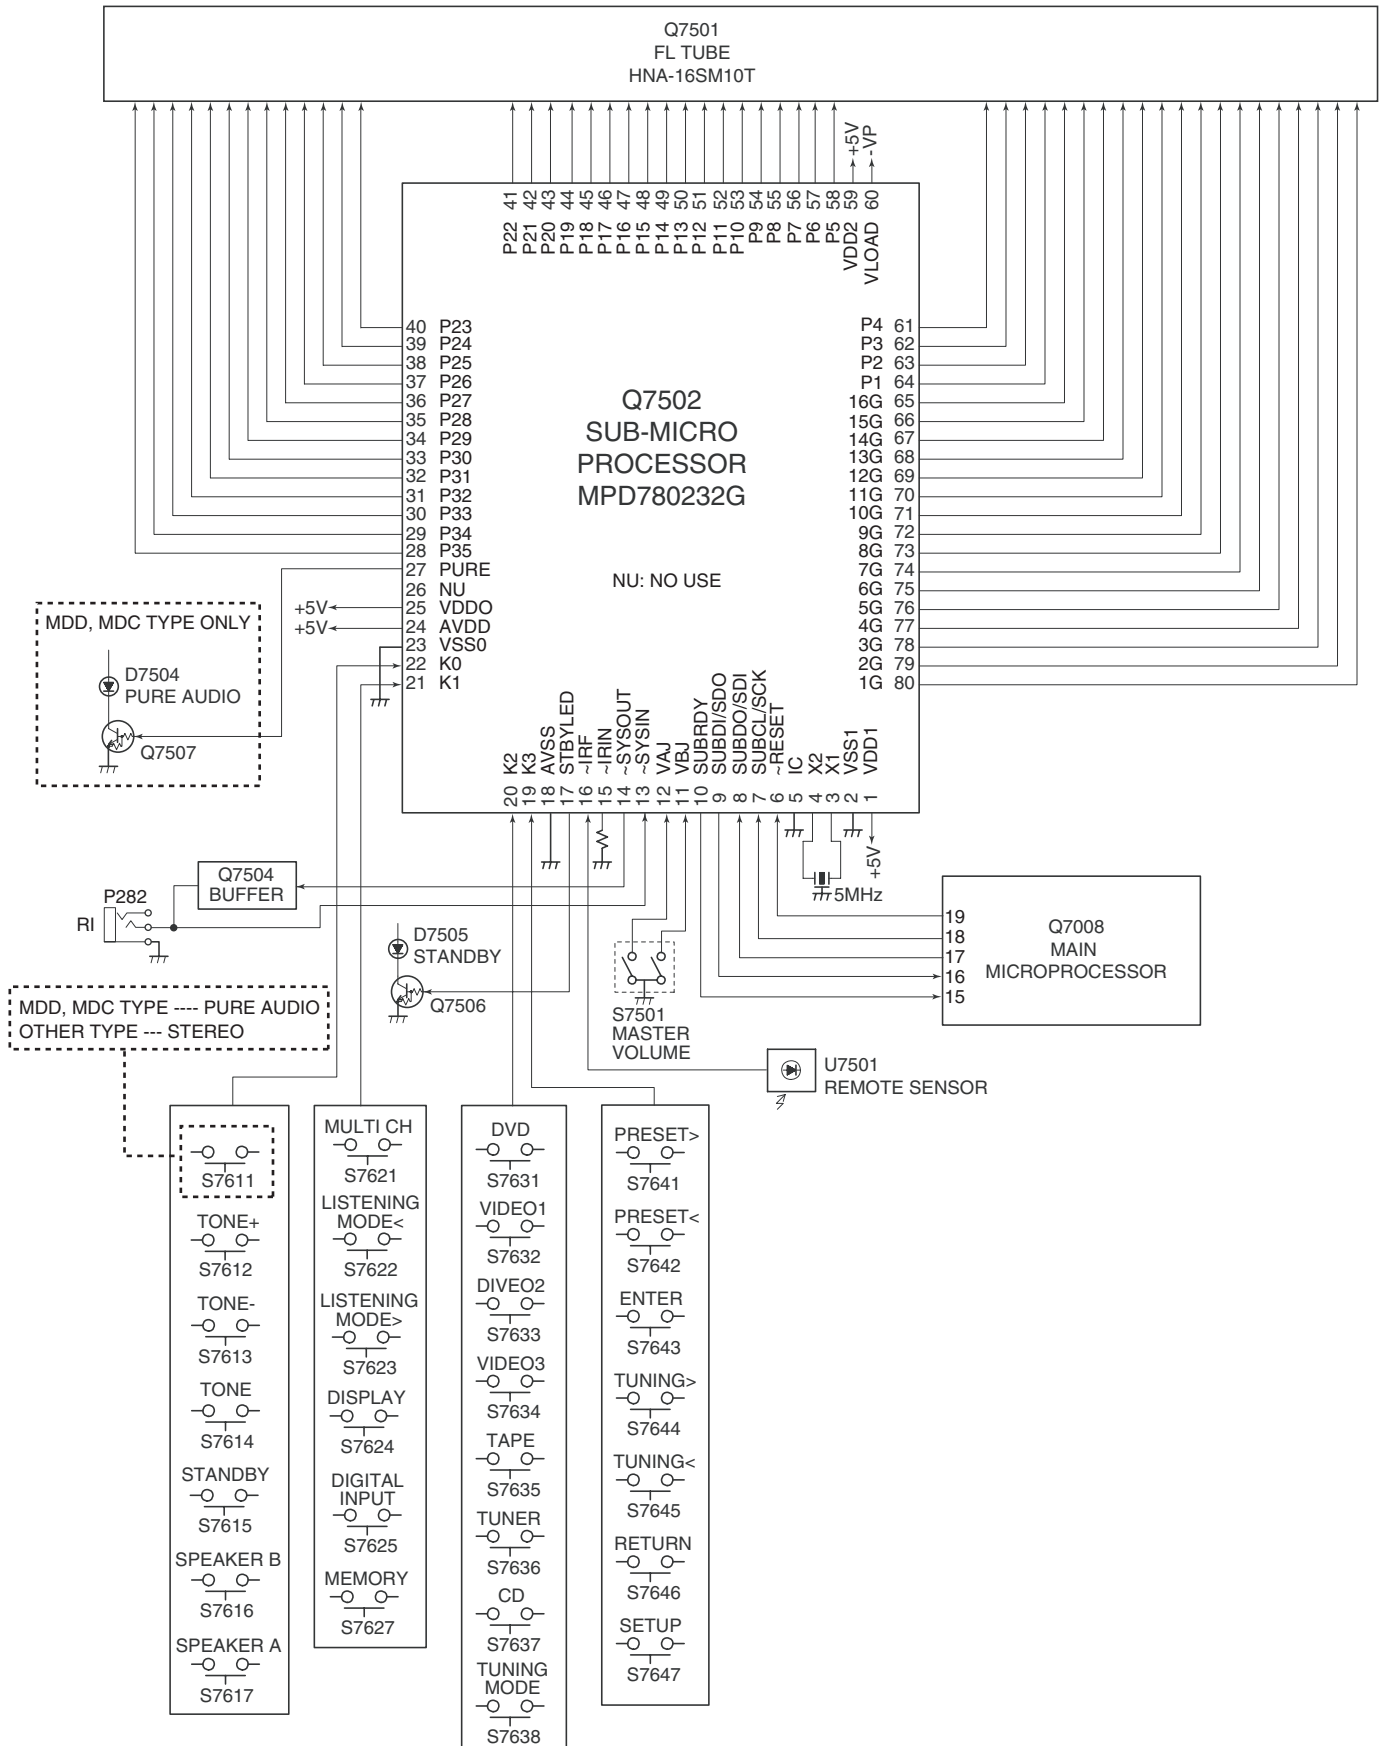 Q7501
FL TUBE
HNA-16SM10T
+5V
-VP
41 42 43 44 45 46 47 48 49 50 51 52 53 54 55 56 57 58 59 60
P22 P21 P20 P19 P18 P17 P16 P15 P14 P13 P12 P11 P10 P9 P8 P7 P6 P5 VDD2 VLOAD
40 P23
39 P24
38 P25
37 P26
36 P27
35 P28
34 P29
33 P30
32 P31
31 P32
30 P33
29 P34
28 P35
27 PURE
26 NU
25 VDDO
24 AVDD
23 VSS0
22 K0
21 K1
+5V
+5V
Q7502
SUB-MICRO
PROCESSOR
MPD780232G
NU: NO USE
P4 61
P3 62
P2 63
P1 64
16G 65
15G 66
14G 67
13G 68
12G 69
11G 70
10G 71
9G 72
8G 73
7G 74
6G 75
5G 76
4G 77
3G 78
2G 79
1G 80
MDD, MDC TYPE ONLY
D7504
PURE AUDIO
Q7507
K2 K3 AVSS STBYLED ~IRF ~IRIN ~SYSOUT ~SYSIN VAJ VBJ SUBRDY SUBDI/SDO SUBDO/SDI SUBCL/SCK ~RESET IC X2 X1 VSS1 VDD1
20 19 18 17 16 15 14 13 12 11 10 9 8 7 6 5 4 3 2 1
+5V
5MHz
Q7504
BUFFER
P282
RI
D7505
STANDBY
Q7506
S7501
MASTER
VOLUME
19
18
17
16
15
Q7008
MAIN
MICROPROCESSOR
U7501
REMOTE SENSOR
MDD, MDC TYPE ---- PURE AUDIO
OTHER TYPE --- STEREO
S7611
TONE+
S7612
TONE-
S7613
TONE
S7614
STANDBY
S7615
SPEAKER B
S7616
SPEAKER A
S7617
MULTI CH
S7621
LISTENING
MODE<
S7622
LISTENING
MODE>
S7623
DISPLAY
S7624
DIGITAL
INPUT
S7625
MEMORY
S7627
DVD
S7631
VIDEO1
S7632
DIVEO2
S7633
VIDEO3
S7634
TAPE
S7635
TUNER
S7636
CD
S7637
TUNING
MODE
S7638
PRESET>
S7641
PRESET<
S7642
ENTER
S7643
TUNING>
S7644
TUNING<
S7645
RETURN
S7646
SETUP
S7647